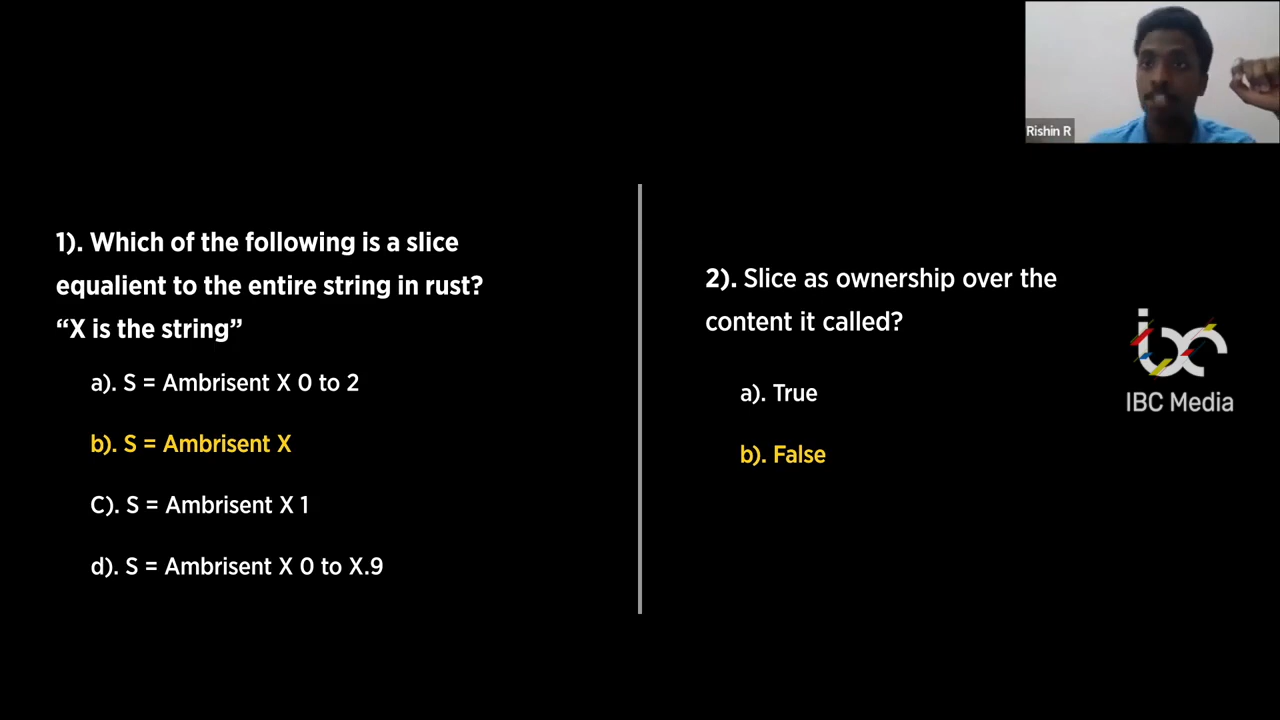 Rishin R
1). Which of the following is a slice
equalient to the entire string in rust?
“X is the string”
a). S = Ambrisent X 0 to 2
b). S = Ambrisent X
C). S = Ambrisent X 1
d). S = Ambrisent X 0 to X.9
2). Slice as ownership over the
content it called?
a). True
b). False
ibc
IBC Media